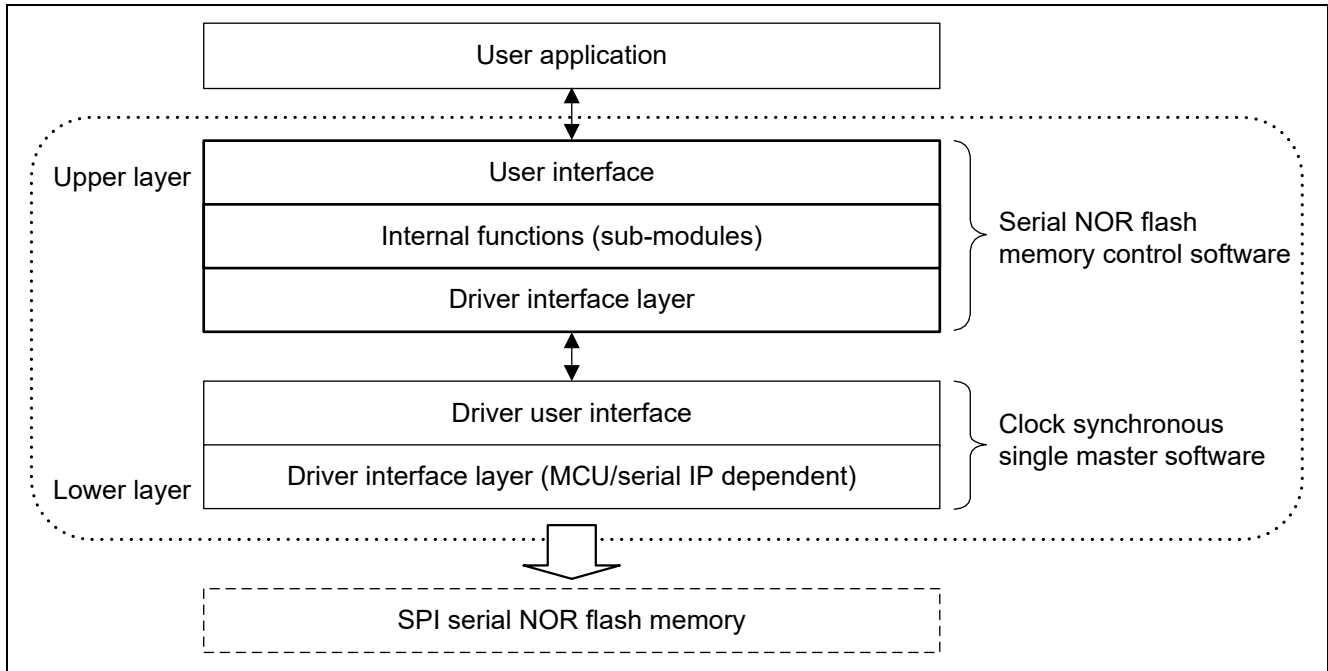 User application
Upper layer
User interface
Internal functions (sub-modules)
Driver interface layer
Serial NOR flash
memory control software
Driver user interface
Driver interface layer (MCU/serial IP dependent)
Lower layer
Clock synchronous
single master software
SPI serial NOR flash memory